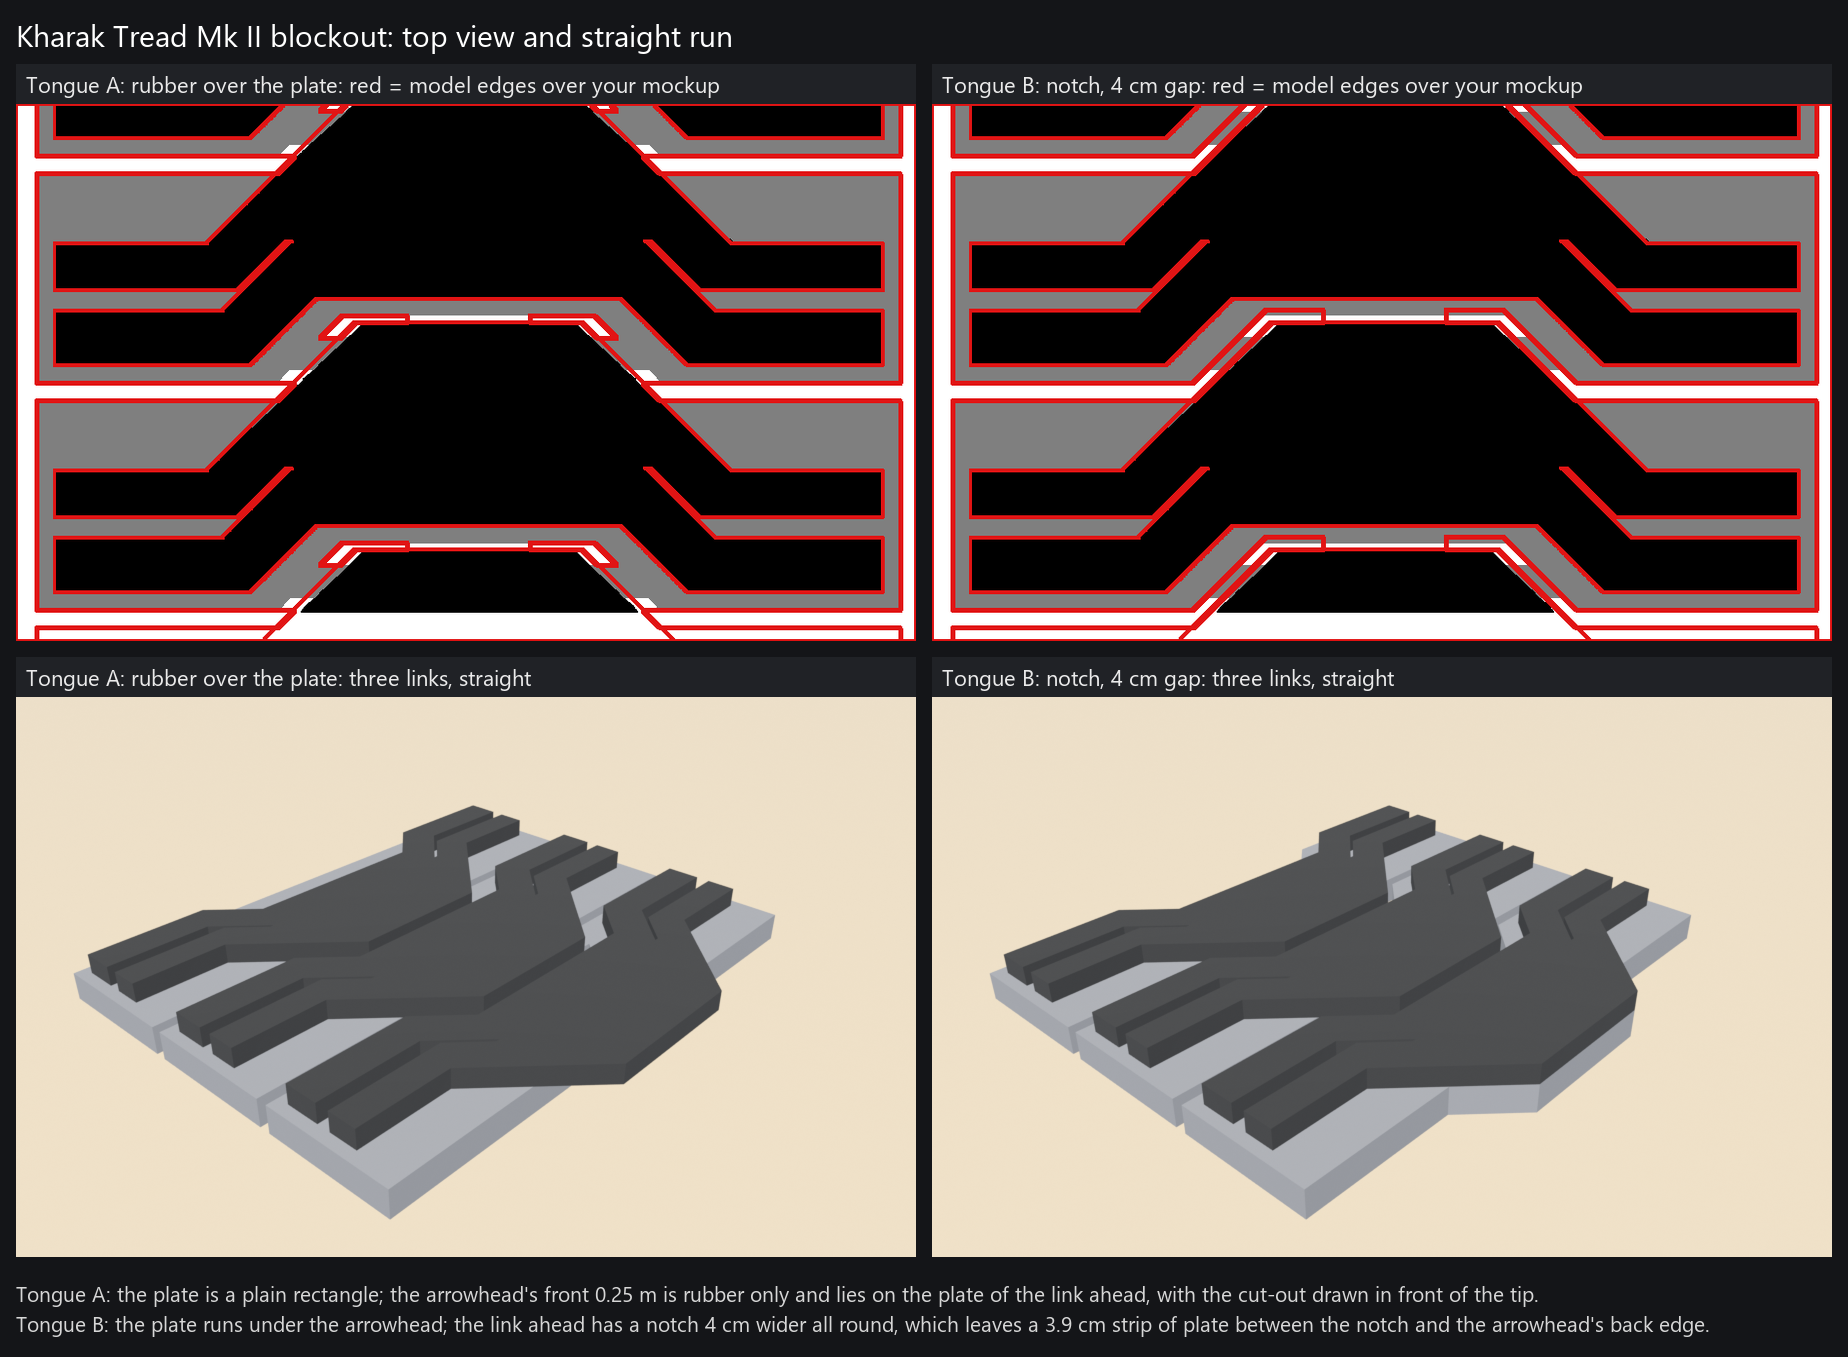 Kharak Tread Mk II blockout: top view and straight run
Tongue A: rubber over the plate: red = model edges over your mockup
Tongue B: notch, 4 cm gap: red = model edges over your mockup
Tongue A: rubber over the plate: three links, straight
Tongue B: notch, 4 cm gap: three links, straight
Tongue A: the plate is a plain rectangle; the arrowhead's front 0.25 m is rubber only and lies on the plate of the link ahead, with the cut-out drawn in front of the tip.
Tongue B: the plate runs under the arrowhead; the link ahead has a notch 4 cm wider all round, which leaves a 3.9 cm strip of plate between the notch and the arrowhead's back edge.